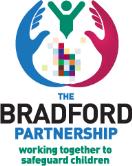 THE
BRADFORD
PARTNERSHIP
working together to
safeguard children